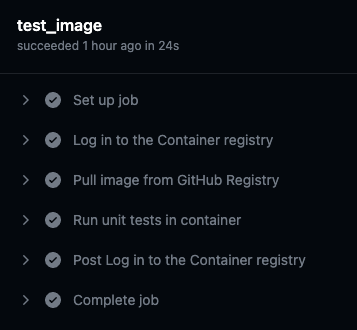 test_image
succeeded 1 hour ago in 24s
Set up job
Log in to the Container registry
Pull image from GitHub Registry
Run unit tests in container
Post Log in to the Container registry
Complete job